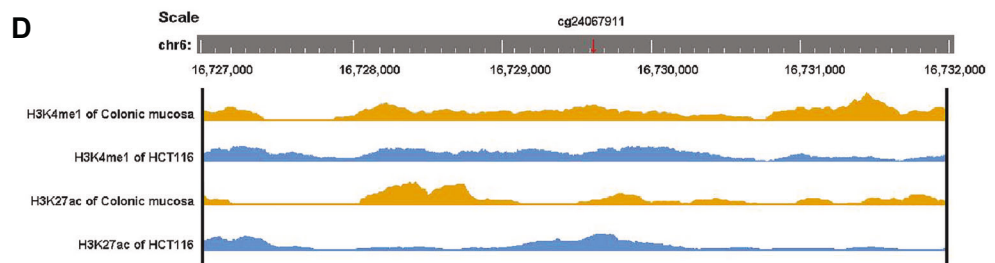 D
Scale
cg24067911
chr6:
16,727,000 16,728,000 16,729,000 16,730,000 16,731,000 16,732,000
H3K4me1 of Colonic mucosa
H3K4me1 of HCT116
H3K27ac of Colonic mucosa
H3K27ac of HCT116